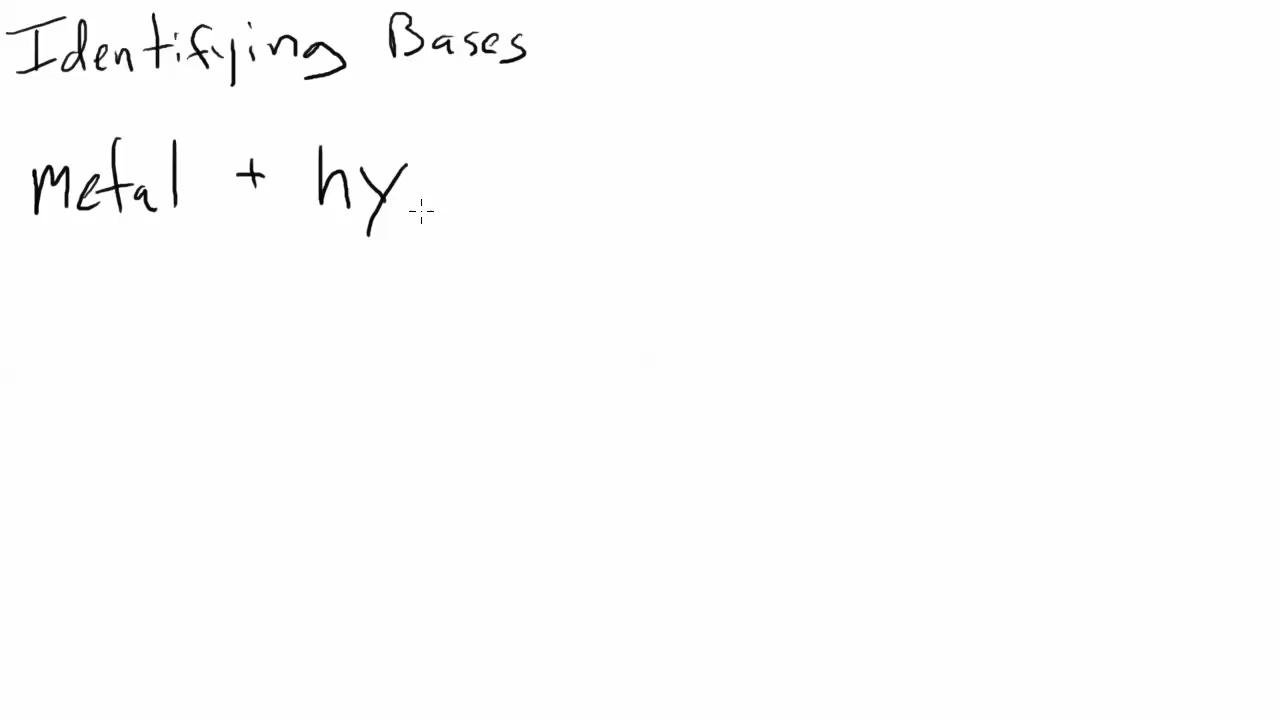 Identifying Bases
metal + hy